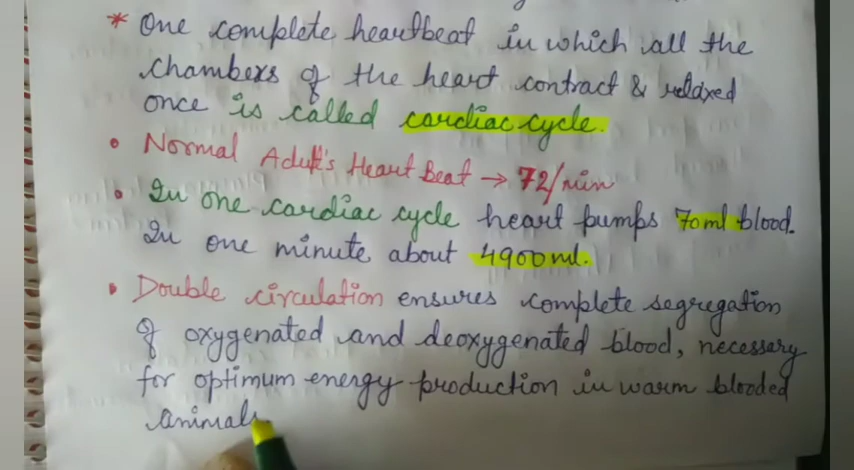 * One complete heartbeat in which all the
chambers of the heart contract & relaxed
once is called cardiac cycle.
• Normal Adult's Heart Beat → 72/min
• In one cardiac cycle heart pumps 70ml blood.
In one minute about 4900ml.
• Double circulation ensures complete segregation
of oxygenated and deoxygenated blood, necessary
for optimum energy production in warm blooded
animals